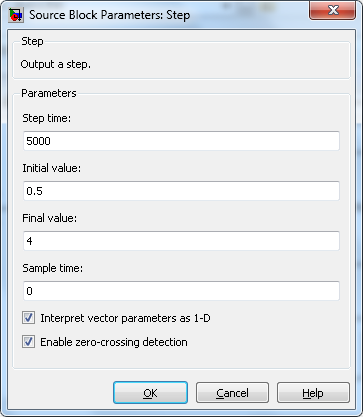 Source Block Parameters: Step
Step
Output a step.
Parameters
Step time:
5000
Initial value:
0.5
Final value:
4
Sample time:
0
Interpret vector parameters as 1-D
Enable zero-crossing detection
OK Cancel Help